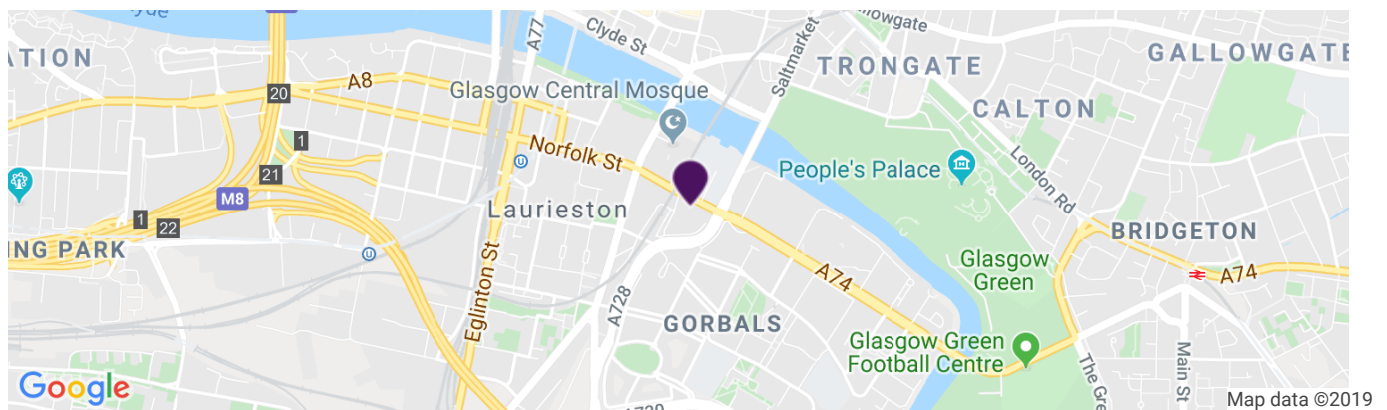 Clyde
A77
Clyde St
Gallowgate
ATION
GALLOWGATE
TRONGATE
Saltmarket
A8
20
Glasgow Central Mosque
CALTON
1
Norfolk St
London Rd
U
People's Palace
21
M8
Laurieston
1
22
BRIDGETON
U
ING PARK
Glasgow
Green
A74
A74
Eglinton St
A728
GORBALS
Glasgow Green
Football Centre
Main St
The Gre
Google
A730
Map data ©2019